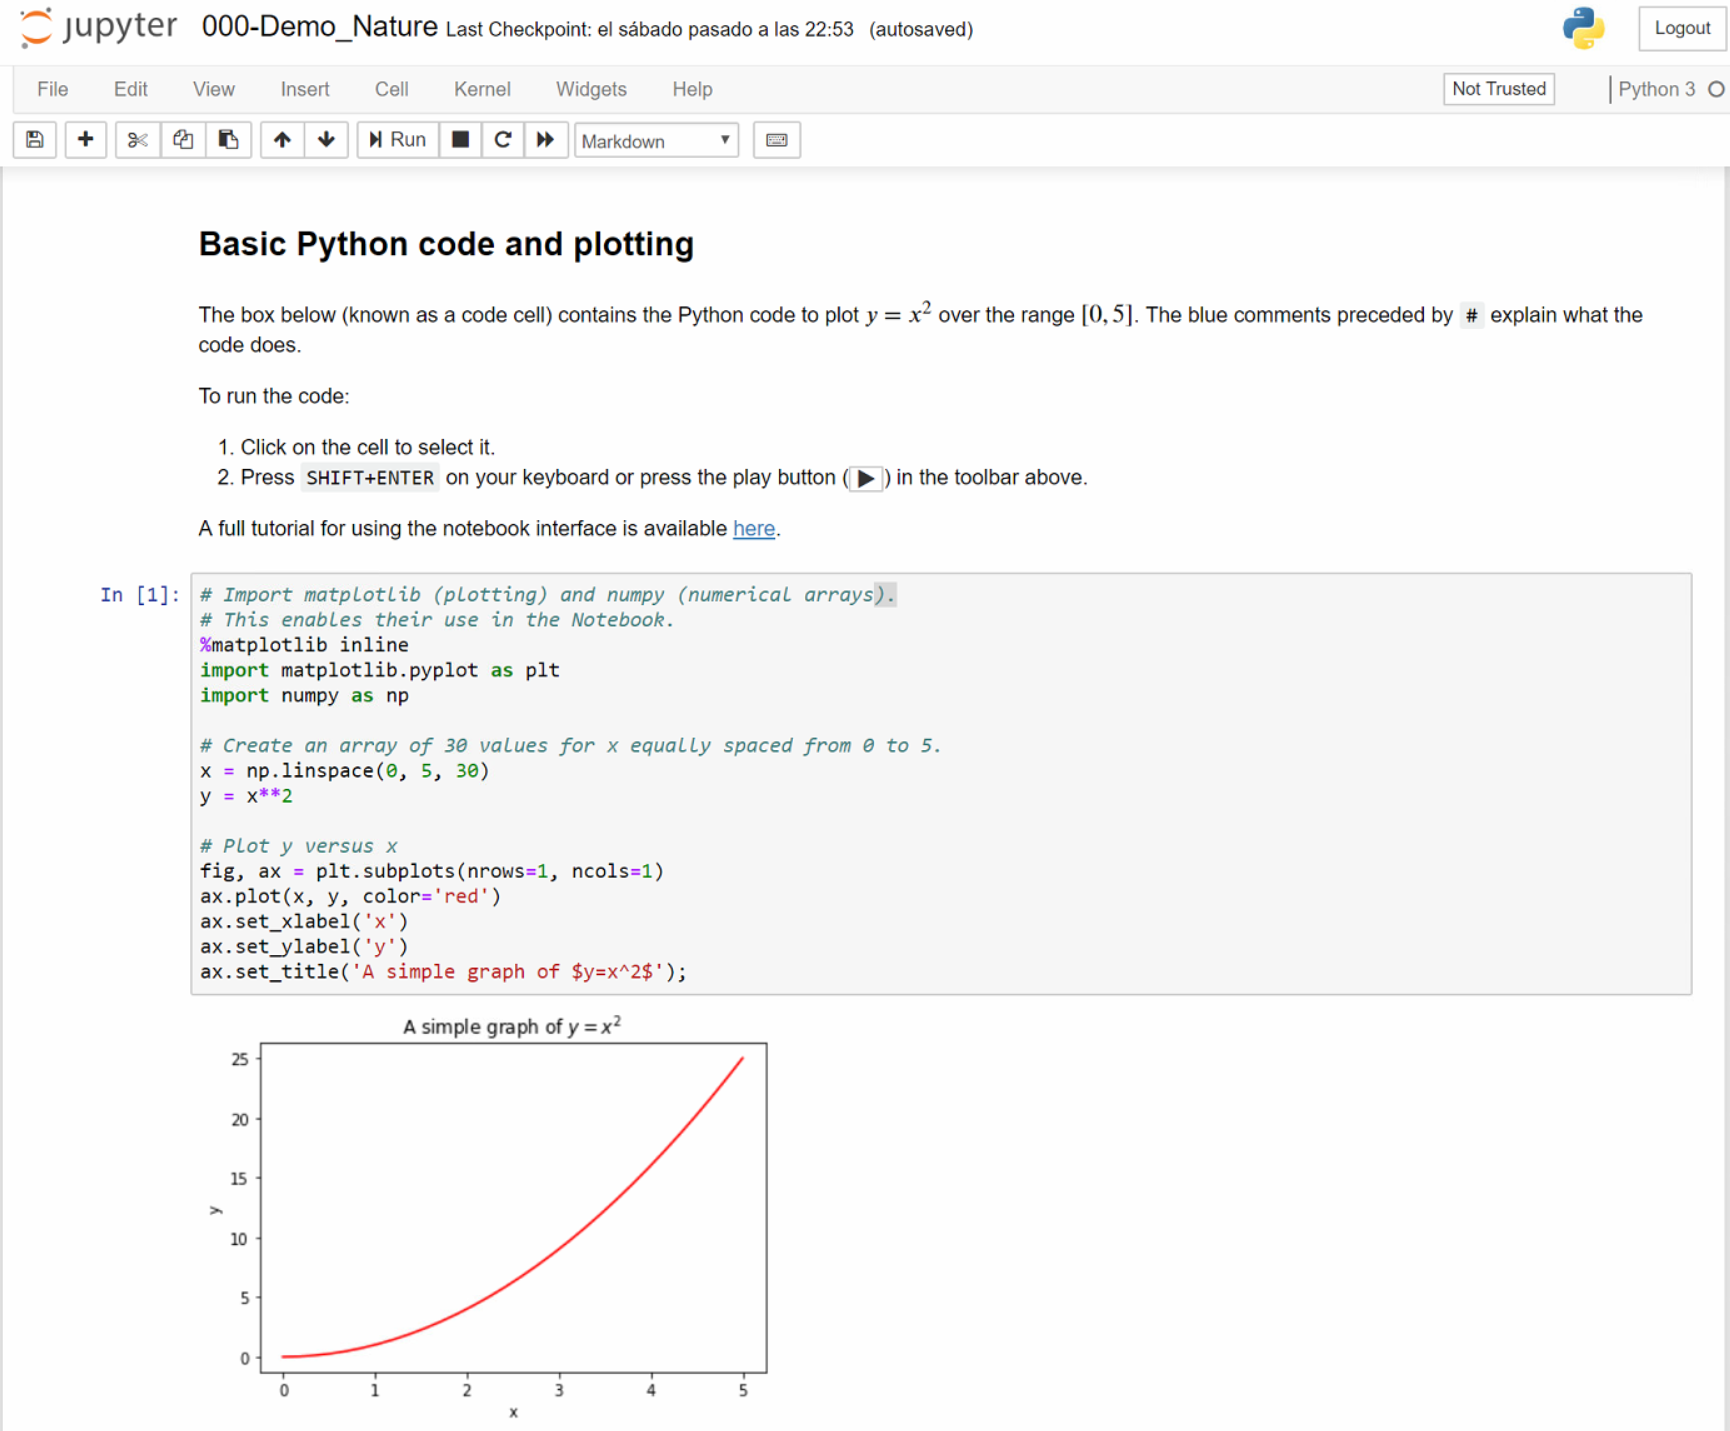 jupyter 000-Demo_Nature Last Checkpoint: el sábado pasado a las 22:53 (autosaved) Logout
File Edit View Insert Cell Kernel Widgets Help Not Trusted Python 3
Run Markdown
Basic Python code and plotting
The box below (known as a code cell) contains the Python code to plot y = x² over the range [0, 5]. The blue comments preceded by # explain what the
code does.
To run the code:
1. Click on the cell to select it.
2. Press SHIFT+ENTER on your keyboard or press the play button (▶) in the toolbar above.
A full tutorial for using the notebook interface is available here.
In [1]: # Import matplotlib (plotting) and numpy (numerical arrays).
# This enables their use in the Notebook.
%matplotlib inline
import matplotlib.pyplot as plt
import numpy as np
# Create an array of 30 values for x equally spaced from 0 to 5.
x = np.linspace(0, 5, 30)
y = x**2
# Plot y versus x
fig, ax = plt.subplots(nrows=1, ncols=1)
ax.plot(x, y, color='red')
ax.set_xlabel('x')
ax.set_ylabel('y')
ax.set_title('A simple graph of $y=x^2$');
A simple graph of y = x²
25
20
15
y
10
5
0
0 1 2 3 4 5
x